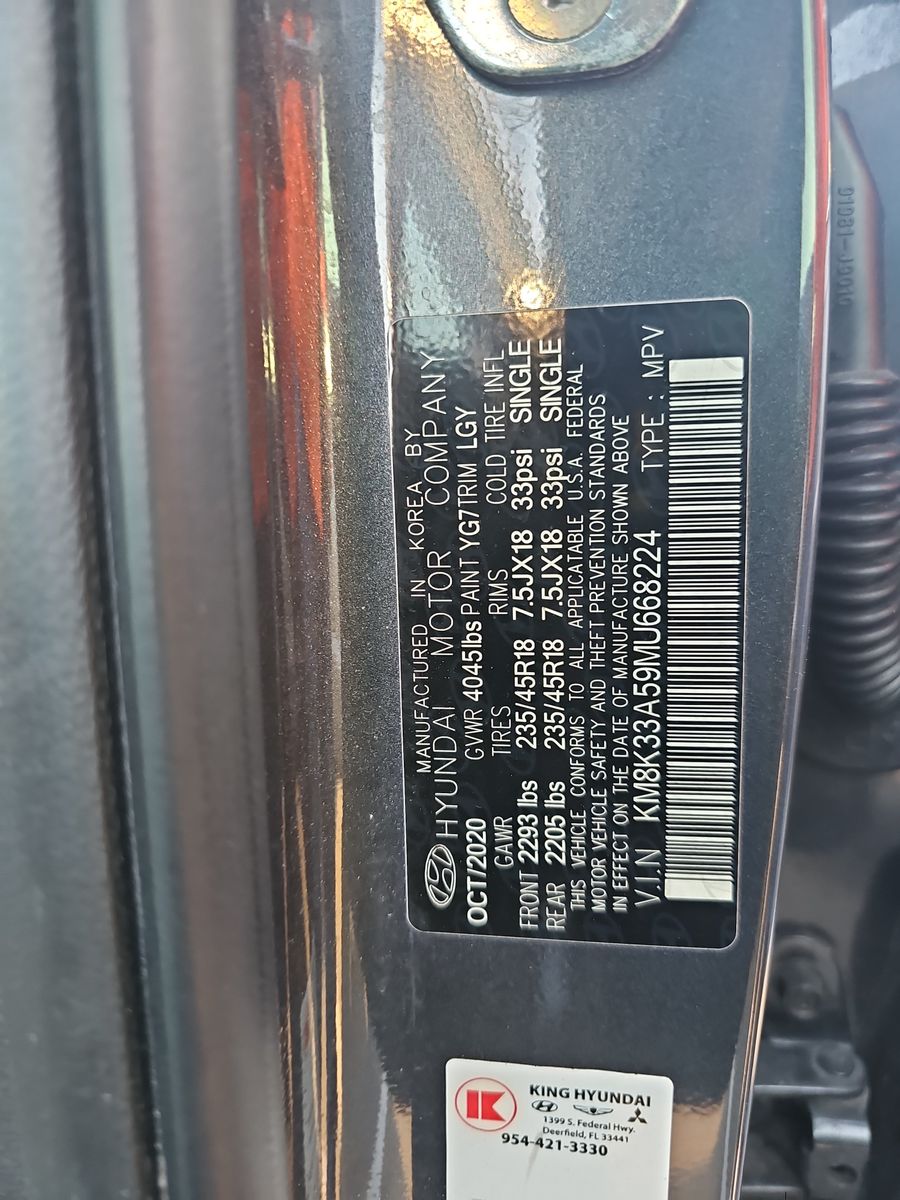 MANUFACTURED IN KOREA BY
HYUNDAI MOTOR COMPANY
OCT/2020 GVWR 4045lbs PAINT YG7TRIM LGY
GAWR TIRES RIMS COLD TIRE INFL
FRONT 2293 lbs 235/45R18 7.5JX18 33psi SINGLE
REAR 2205 lbs 235/45R18 7.5JX18 33psi SINGLE
THIS VEHICLE CONFORMS TO ALL APPLICATABLE U.S.A. FEDERAL
MOTOR VEHICLE SAFETY AND THEFT PREVENTION STANDARDS
IN EFFECT ON THE DATE OF MANUFACTURE SHOWN ABOVE
V.I.N KM8K33A59MU668224 TYPE : MPV
K
KING HYUNDAI
1399 S. Federal Hwy.
Deerfield, FL 33441
954-421-3330